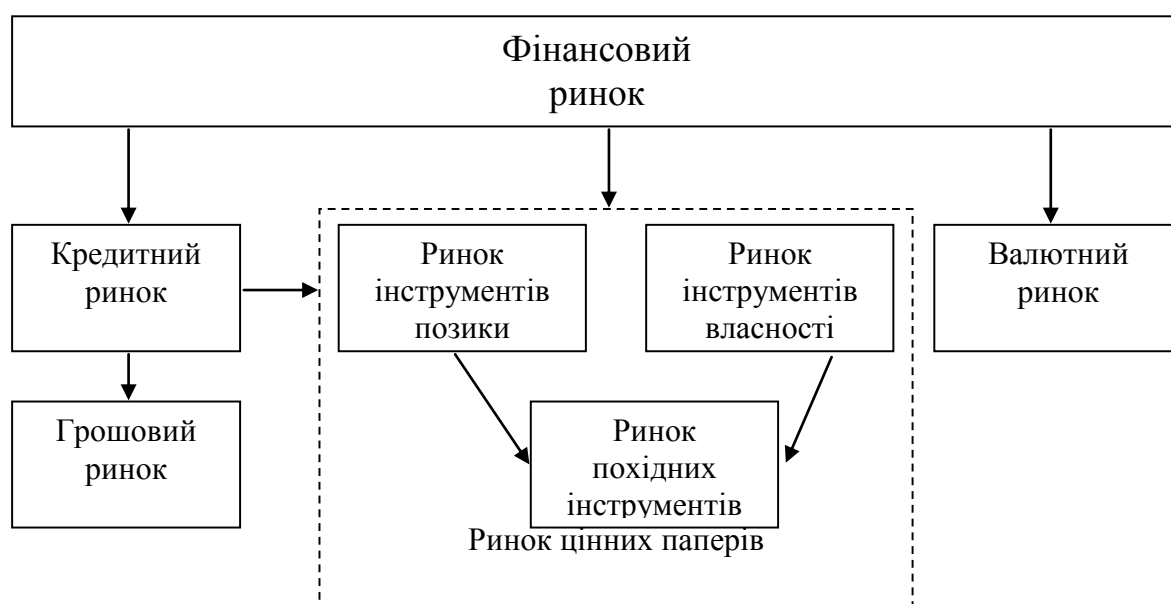 Фінансовий
ринок
Кредитний
ринок
Ринок
інструментів
позики
Ринок
інструментів
власності
Валютний
ринок
Грошовий
ринок
Ринок
похідних
інструментів
Ринок цінних паперів